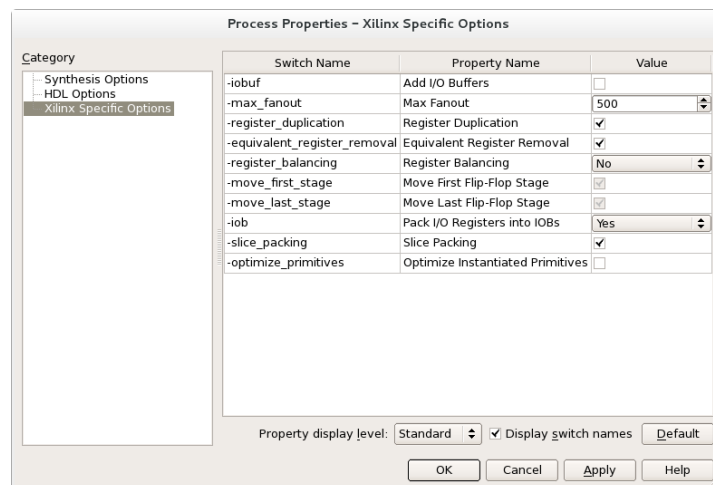 Process Properties - Xilinx Specific Options
Category
Synthesis Options
HDL Options
Xilinx Specific Options
Switch Name Property Name Value
-iobuf Add I/O Buffers
-max_fanout Max Fanout 500
-register_duplication Register Duplication
-equivalent_register_removal Equivalent Register Removal
-register_balancing Register Balancing No
-move_first_stage Move First Flip-Flop Stage
-move_last_stage Move Last Flip-Flop Stage
-iob Pack I/O Registers into IOBs Yes
-slice_packing Slice Packing
-optimize_primitives Optimize Instantiated Primitives
Property display level: Standard Display switch names Default
OK Cancel Apply Help